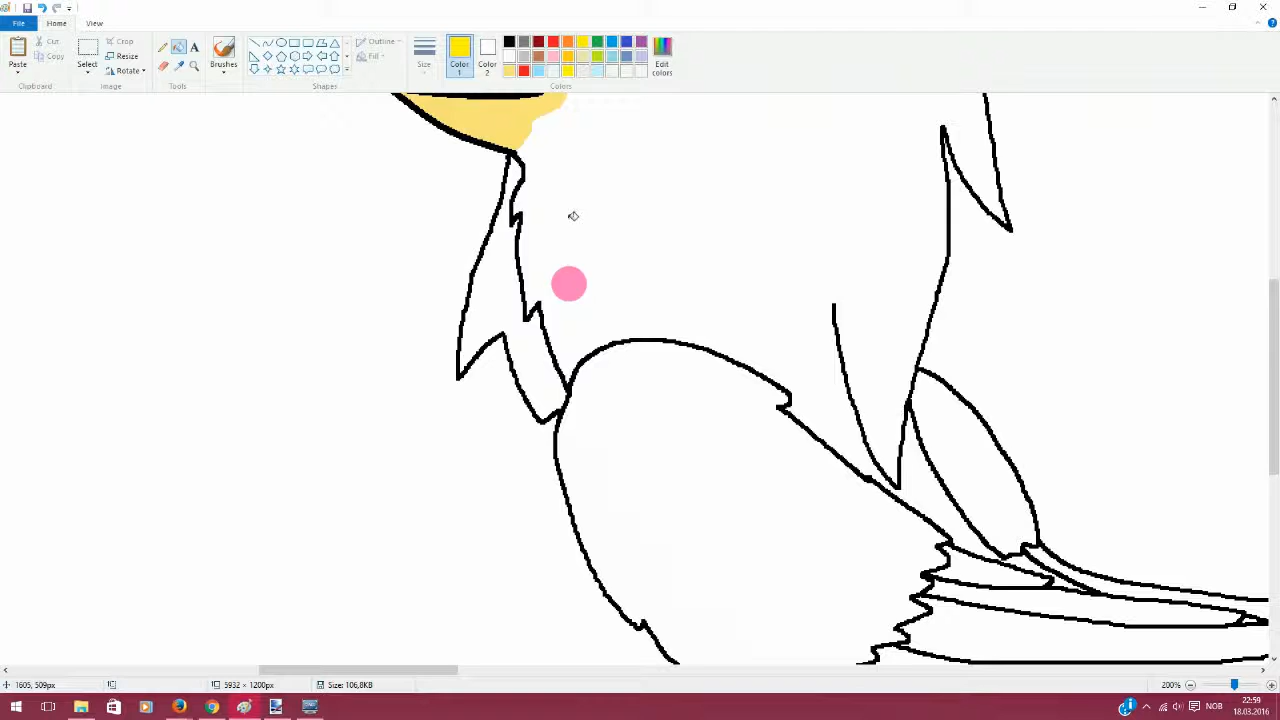 File
Home
View
Paste
Cut
Copy
Clipboard
Select
Crop
Resize
Rotate
Image
A
Tools
Brushes
Outline
Fill
Shapes
Size
Color
1
Color
2
Edit
colors
Colors
1605, 509px
5932 × 1200px
Size: 106,8KB
200%
NOB
22:59
18.03.2016